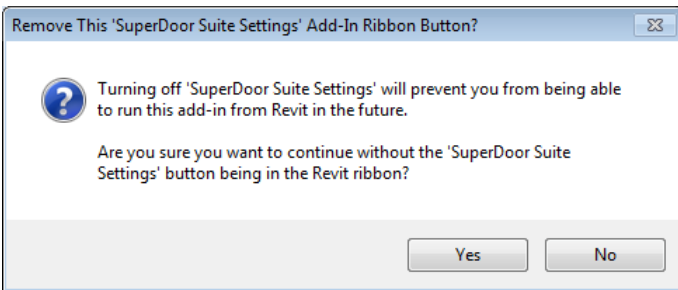 Remove This 'SuperDoor Suite Settings' Add-In Ribbon Button?
Turning off 'SuperDoor Suite Settings' will prevent you from being able
to run this add-in from Revit in the future.
Are you sure you want to continue without the 'SuperDoor Suite
Settings' button being in the Revit ribbon?
Yes
No